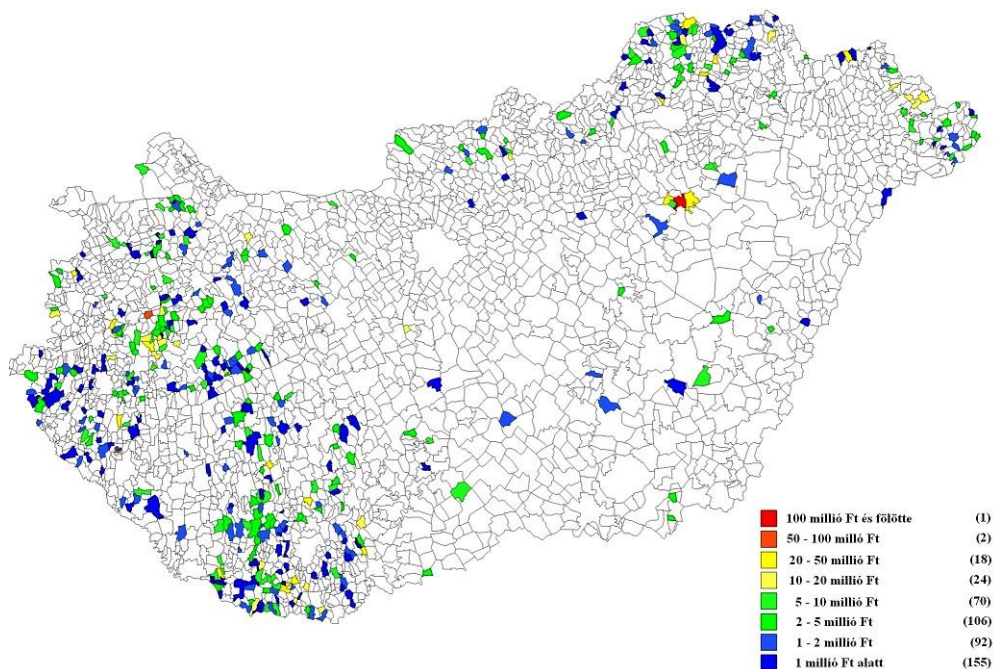 100 millió Ft és fölötte (1)
50 - 100 millió Ft (2)
20 - 50 millió Ft (18)
10 - 20 millió Ft (24)
5 - 10 millió Ft (70)
2 - 5 millió Ft (106)
1 - 2 millió Ft (92)
1 millió Ft alatt (155)